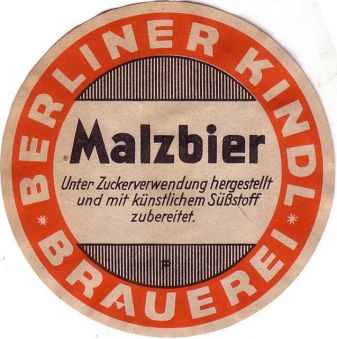 BERLINER KINDL
Malzbier
Unter Zuckerverwendung hergestellt
und mit künstlichem Süßstoff
zubereitet.
* BRAUEREI *